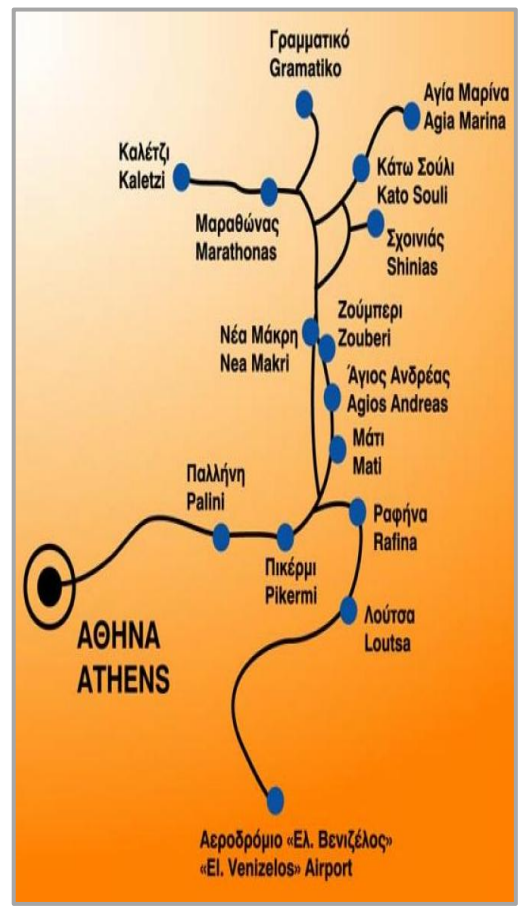 Γραμματικό
Gramatiko
Αγία Μαρίνα
Agia Marina
Καλέτζι
Kaletzi
Κάτω Σούλι
Kato Souli
Μαραθώνας
Marathonas
Σχοινιάς
Shinias
Ζούμπερι
Zouberi
Νέα Μάκρη
Nea Makri
Άγιος Ανδρέας
Agios Andreas
Μάτι
Mati
Παλλήνη
Palini
Ραφήνα
Rafina
Πικέρμι
Pikermi
Λούτσα
Loutsa
ΑΘΗΝΑ
ATHENS
Αεροδρόμιο «Ελ. Βενιζέλος»
«El. Venizelos» Airport